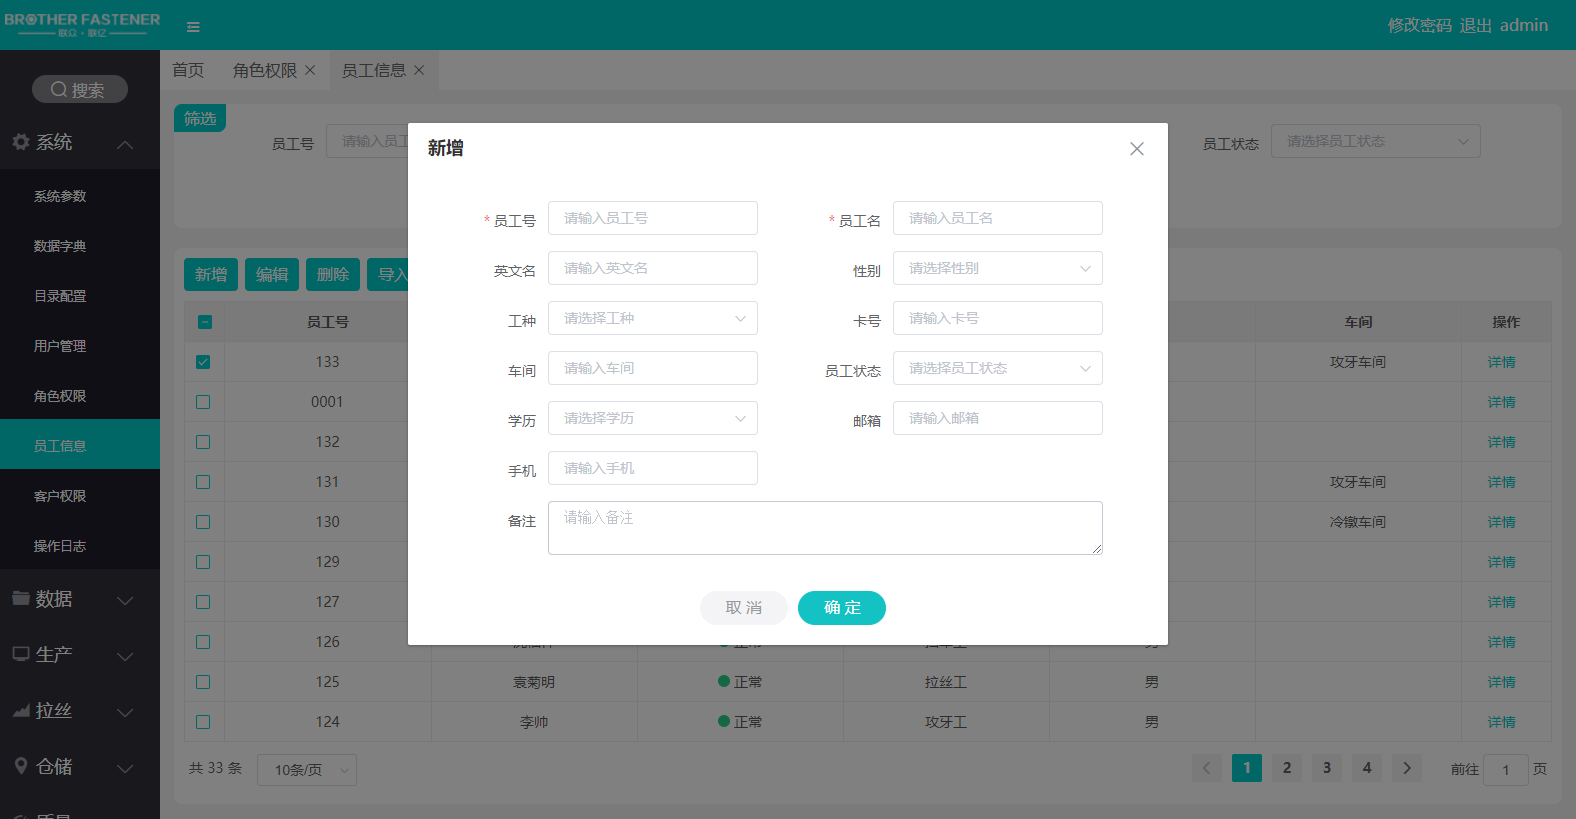 BROTHER FASTENER
联众·联亿
修改密码 退出 admin
搜索
系统
系统参数
数据字典
目录配置
用户管理
角色权限
员工信息
客户权限
操作日志
数据
生产
拉丝
仓储
首页 角色权限 员工信息
筛选
员工号 请输入员工
员工状态 请选择员工状态
新增 编辑 删除 导入
员工号 车间 操作
133 攻牙车间 详情
0001 详情
132 详情
131 攻牙车间 详情
130 冷镦车间 详情
129 详情
127 详情
126 详情
125 袁菊明 正常 拉丝工 男 详情
124 李帅 正常 攻牙工 男 详情
共 33 条 10条/页 1 2 3 4 前往 1 页
新增
* 员工号 请输入员工号 * 员工名 请输入员工名
英文名 请输入英文名 性别 请选择性别
工种 请选择工种 卡号 请输入卡号
车间 请输入车间 员工状态 请选择员工状态
学历 请选择学历 邮箱 请输入邮箱
手机 请输入手机
备注 请输入备注
取消 确定